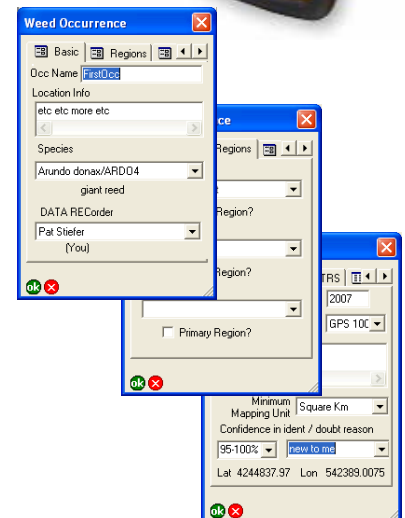 Weed Occurrence
Basic Regions
Occ Name FirstOcc
Location Info
etc etc more etc
Species
Arundo donax/ARDO4
giant reed
DATA RECorder
Pat Stiefer
(You)
ok
ce
Regions
Region?
Region?
Primary Region?
ok
TRS
2007
GPS 100
Minimum
Mapping Unit Square Km
Confidence in ident / doubt reason
95-100% new to me
Lat 4244837.97 Lon 542389.0075
ok